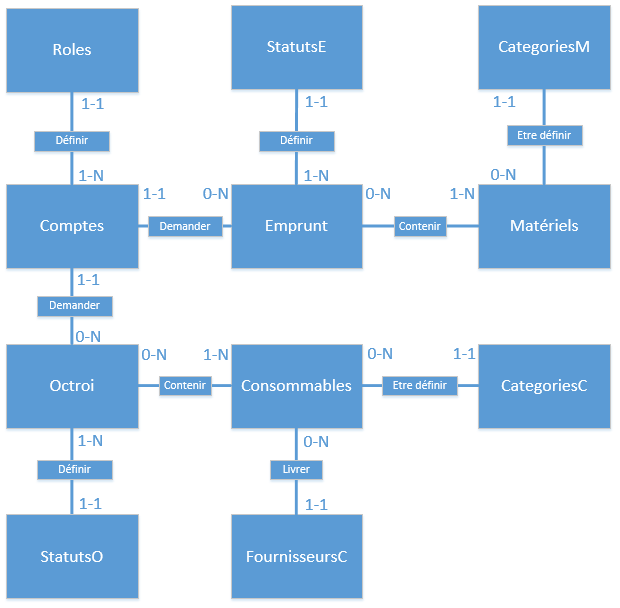 Roles
StatutsE
CategoriesM
1-1
1-1
1-1
Définir
Définir
Etre définir
1-N
1-N
0-N
1-1
0-N
0-N
1-N
Comptes
Demander
Emprunt
Contenir
Matériels
1-1
Demander
0-N
0-N
1-N
0-N
1-1
Octroi
Contenir
Consommables
Etre définir
CategoriesC
1-N
0-N
Définir
Livrer
1-1
1-1
StatutsO
FournisseursC